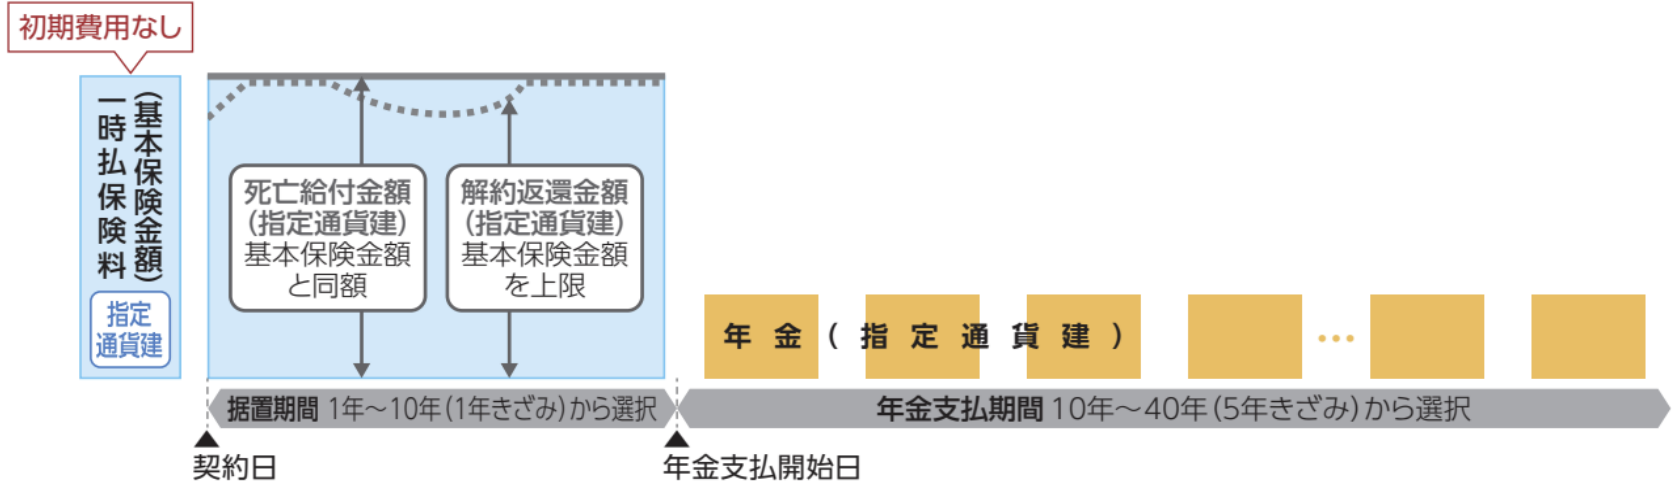 初期費用なし
一時払保険料
(基本保険金額)
指定
通貨建
死亡給付金額
(指定通貨建)
基本保険金額
と同額
解約返還金額
(指定通貨建)
基本保険金額
を上限
年金(指定通貨建)
…
据置期間 1年~10年(1年きざみ)から選択
年金支払期間 10年~40年(5年きざみ)から選択
契約日
年金支払開始日